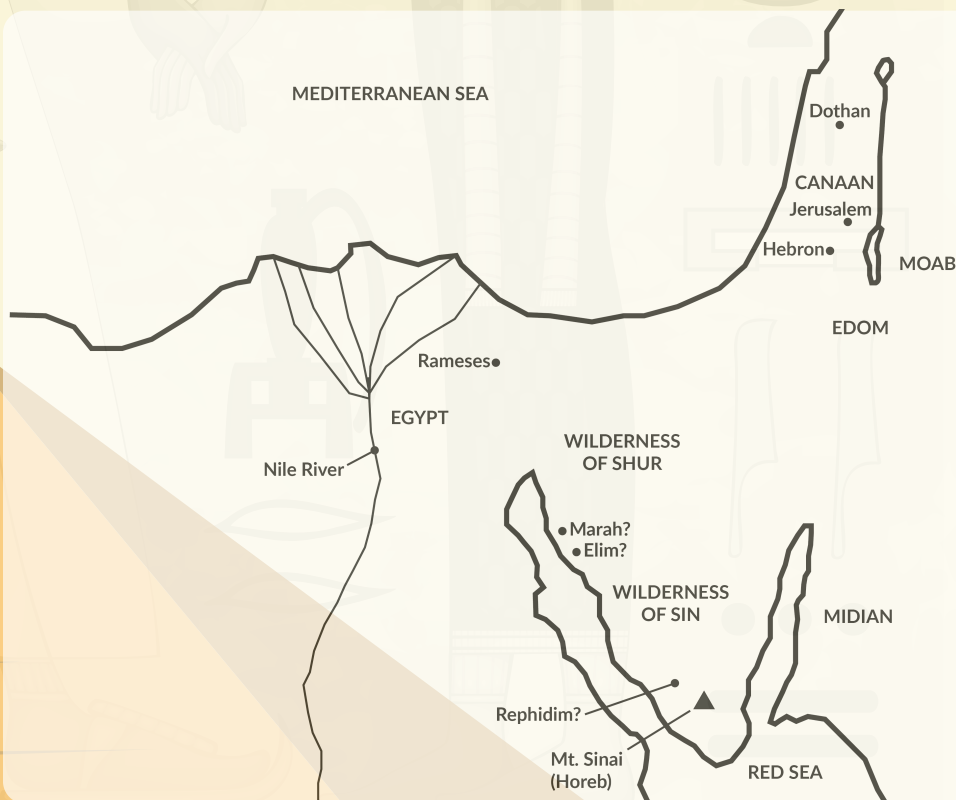 MEDITERRANEAN SEA
Dothan
CANAAN
Jerusalem
Hebron
MOAB
EDOM
Rameses
EGYPT
WILDERNESS
OF SHUR
Nile River
Marah?
Elim?
WILDERNESS
OF SIN
MIDIAN
Rephidim?
Mt. Sinai
(Horeb)
RED SEA